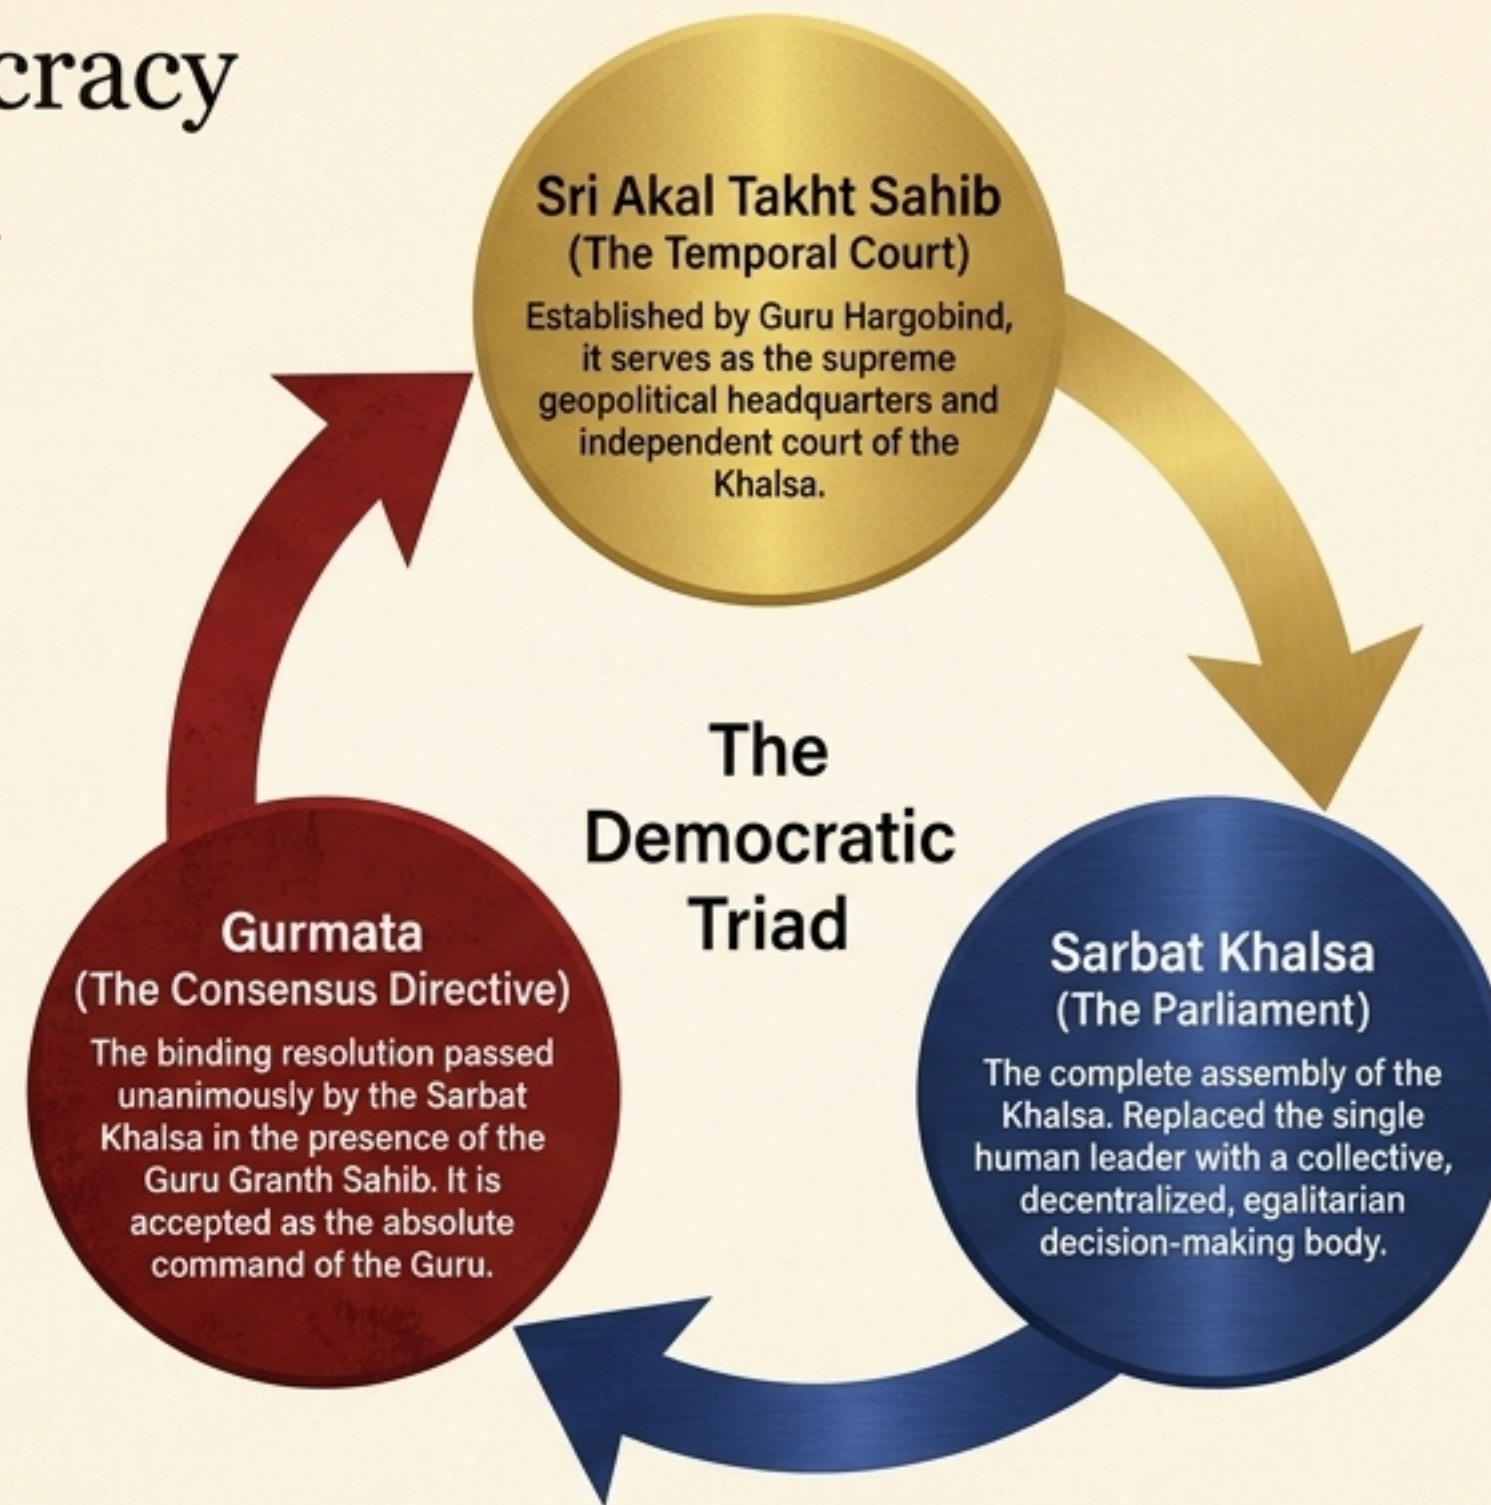 cracy
Sri Akal Takht Sahib
(The Temporal Court)
Established by Guru Hargobind,
it serves as the supreme
geopolitical headquarters and
independent court of the
Khalsa.
The
Democratic
Triad
Gurmata
(The Consensus Directive)
The binding resolution passed
unanimously by the Sarbat
Khalsa in the presence of the
Guru Granth Sahib. It is
accepted as the absolute
command of the Guru.
Sarbat Khalsa
(The Parliament)
The complete assembly of the
Khalsa. Replaced the single
human leader with a collective,
decentralized, egalitarian
decision-making body.